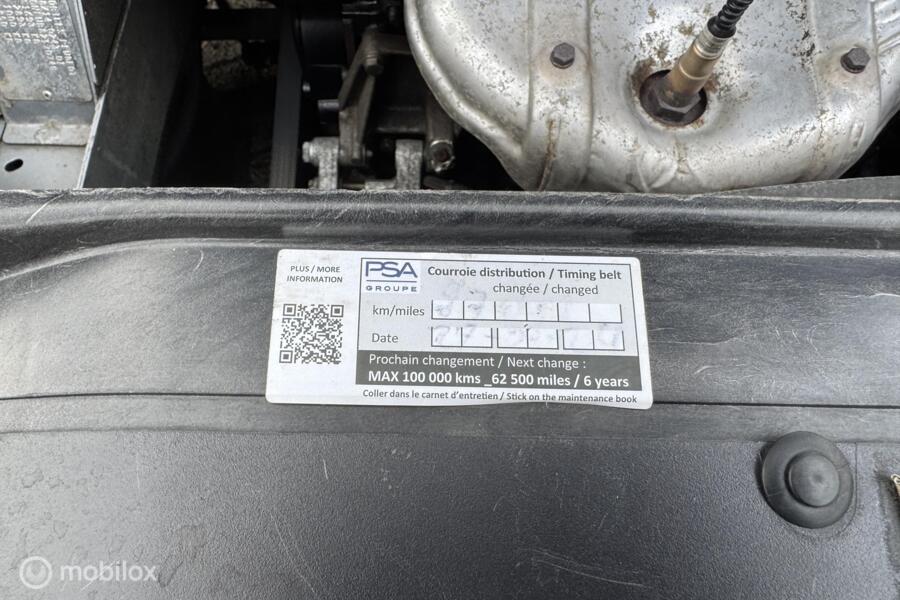 PLUS / MORE
INFORMATION
PSA
GROUPE
Courroie distribution / Timing belt
changée / changed
km/miles
Date
Prochain changement / Next change :
MAX 100 000 kms _62 500 miles / 6 years
Coller dans le carnet d'entretien / Stick on the maintenance book
mobilox